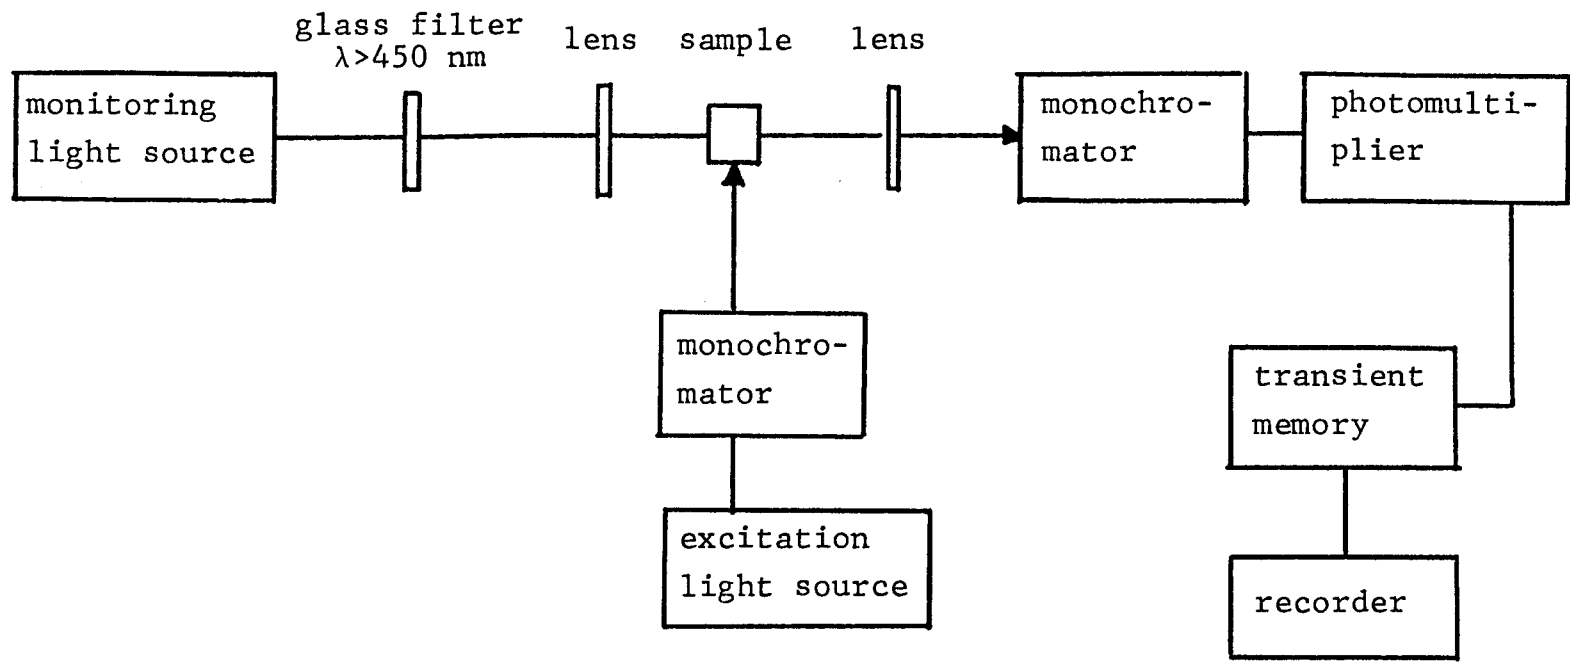 glass filter
λ>450 nm
lens
sample
lens
monitoring
light source
monochro-
mator
photomulti-
plier
monochro-
mator
transient
memory
excitation
light source
recorder